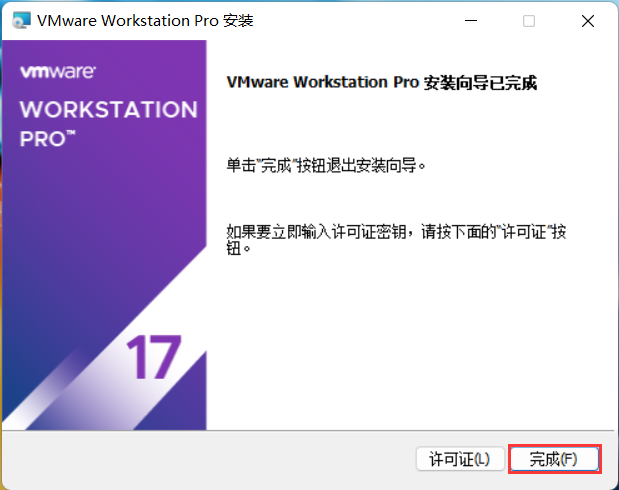 VMware Workstation Pro 安装
vmware®
WORKSTATION
PRO™
17
VMware Workstation Pro 安装向导已完成
单击"完成"按钮退出安装向导。
如果要立即输入许可证密钥，请按下面的"许可证"按
钮。
许可证(L)
完成(F)